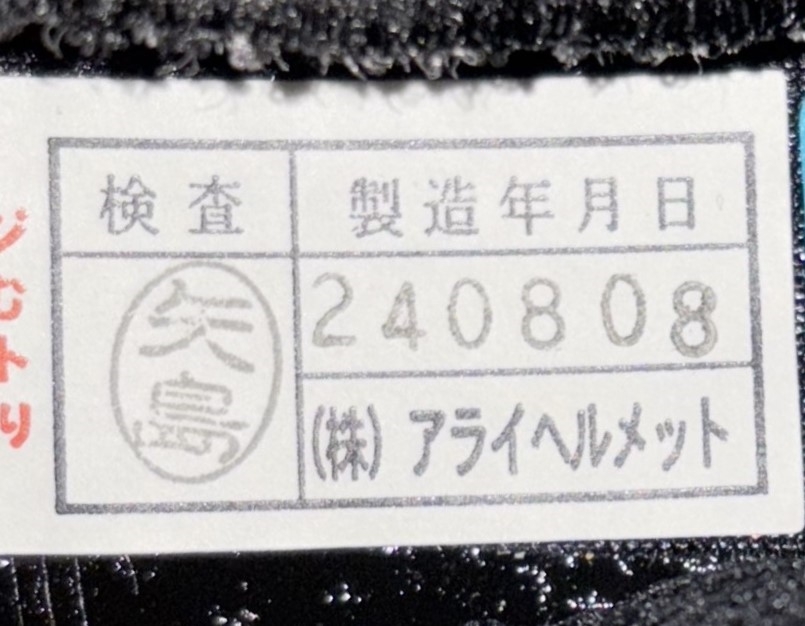 検査 製造年月日
矢島 240808
(株) アライヘルメット